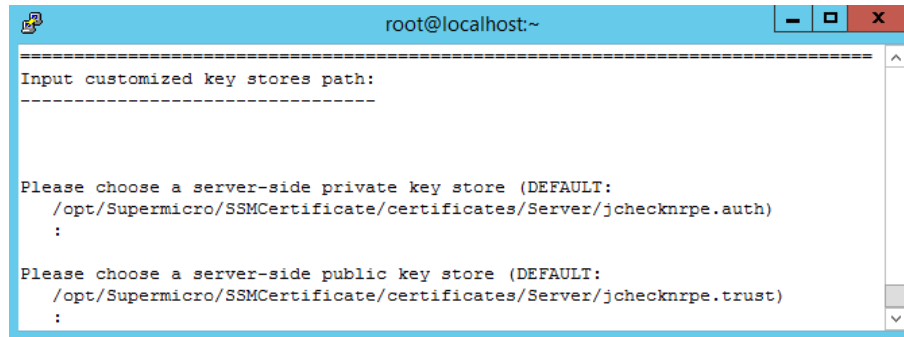 root@localhost:~
================================================================================
Input customized key stores path:
---------------------------------
Please choose a server-side private key store (DEFAULT:
/opt/Supermicro/SSMCertificate/certificates/Server/jchecknrpe.auth)
:
Please choose a server-side public key store (DEFAULT:
/opt/Supermicro/SSMCertificate/certificates/Server/jchecknrpe.trust)
: